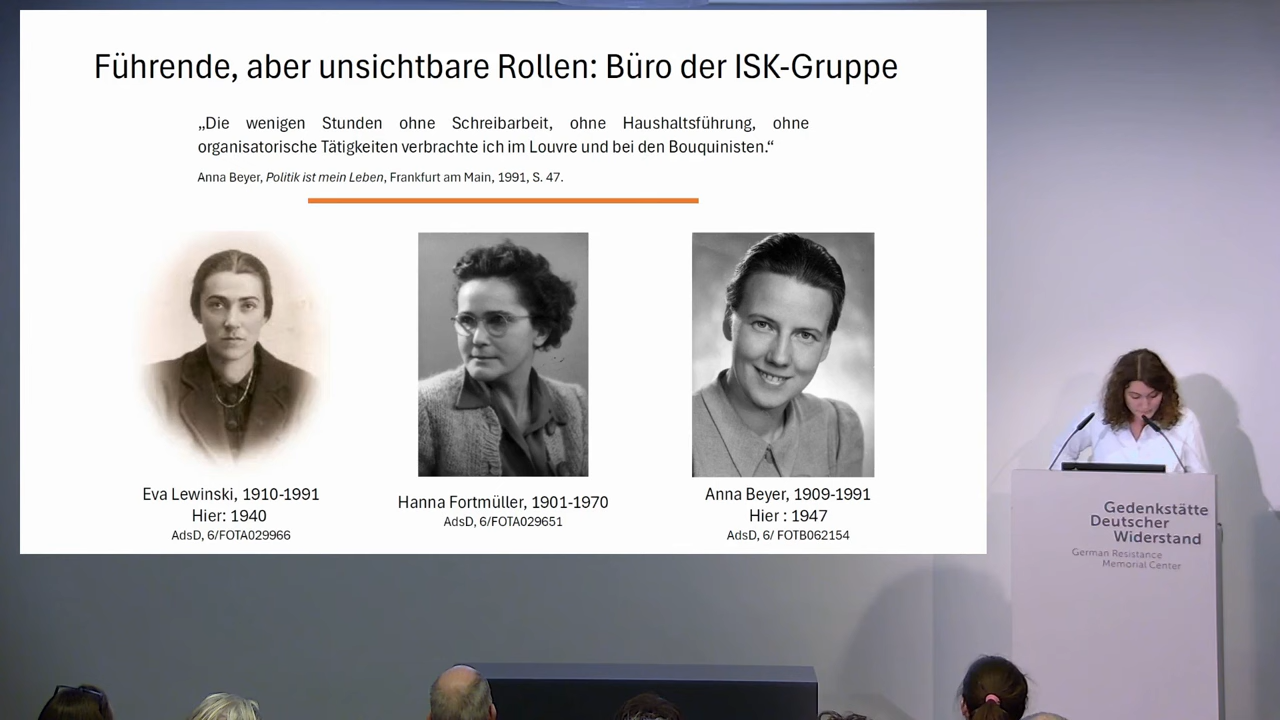 Führende, aber unsichtbare Rollen: Büro der ISK-Gruppe
„Die wenigen Stunden ohne Schreibarbeit, ohne Haushaltsführung, ohne
organisatorische Tätigkeiten verbrachte ich im Louvre und bei den Bouquinisten.“
Anna Beyer, Politik ist mein Leben, Frankfurt am Main, 1991, S. 47.
Eva Lewinski, 1910-1991
Hier: 1940
AdsD, 6/FOTA029966
Hanna Fortmüller, 1901-1970
AdsD, 6/FOTA029651
Anna Beyer, 1909-1991
Hier : 1947
AdsD, 6/ FOTB062154
Gedenkstätte
Deutscher
Widerstand
German Resistance
Memorial Center